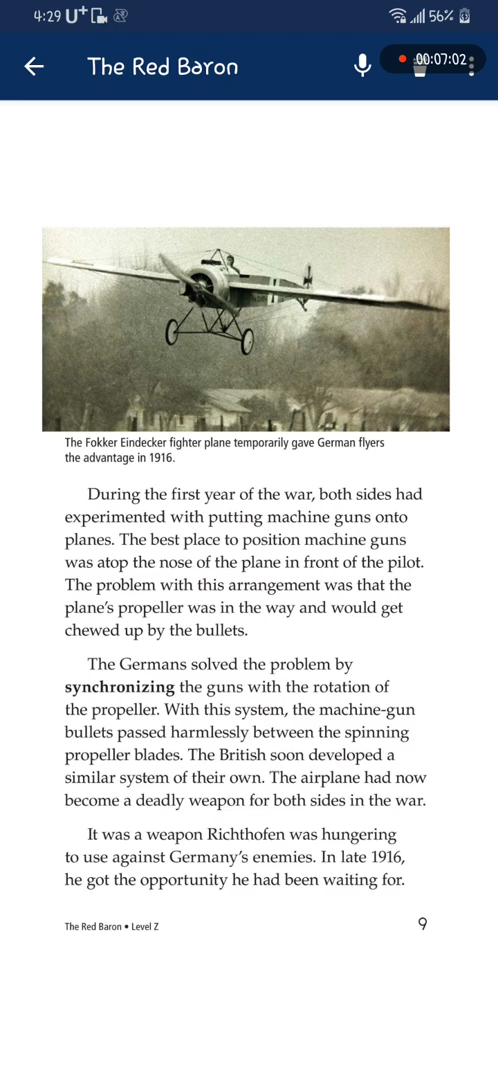 4:29 U+ 56%
The Red Baron
00:07:02
The Fokker Eindecker fighter plane temporarily gave German flyers
the advantage in 1916.
During the first year of the war, both sides had
experimented with putting machine guns onto
planes. The best place to position machine guns
was atop the nose of the plane in front of the pilot.
The problem with this arrangement was that the
plane's propeller was in the way and would get
chewed up by the bullets.
The Germans solved the problem by
synchronizing the guns with the rotation of
the propeller. With this system, the machine-gun
bullets passed harmlessly between the spinning
propeller blades. The British soon developed a
similar system of their own. The airplane had now
become a deadly weapon for both sides in the war.
It was a weapon Richthofen was hungering
to use against Germany's enemies. In late 1916,
he got the opportunity he had been waiting for.
The Red Baron • Level Z 9